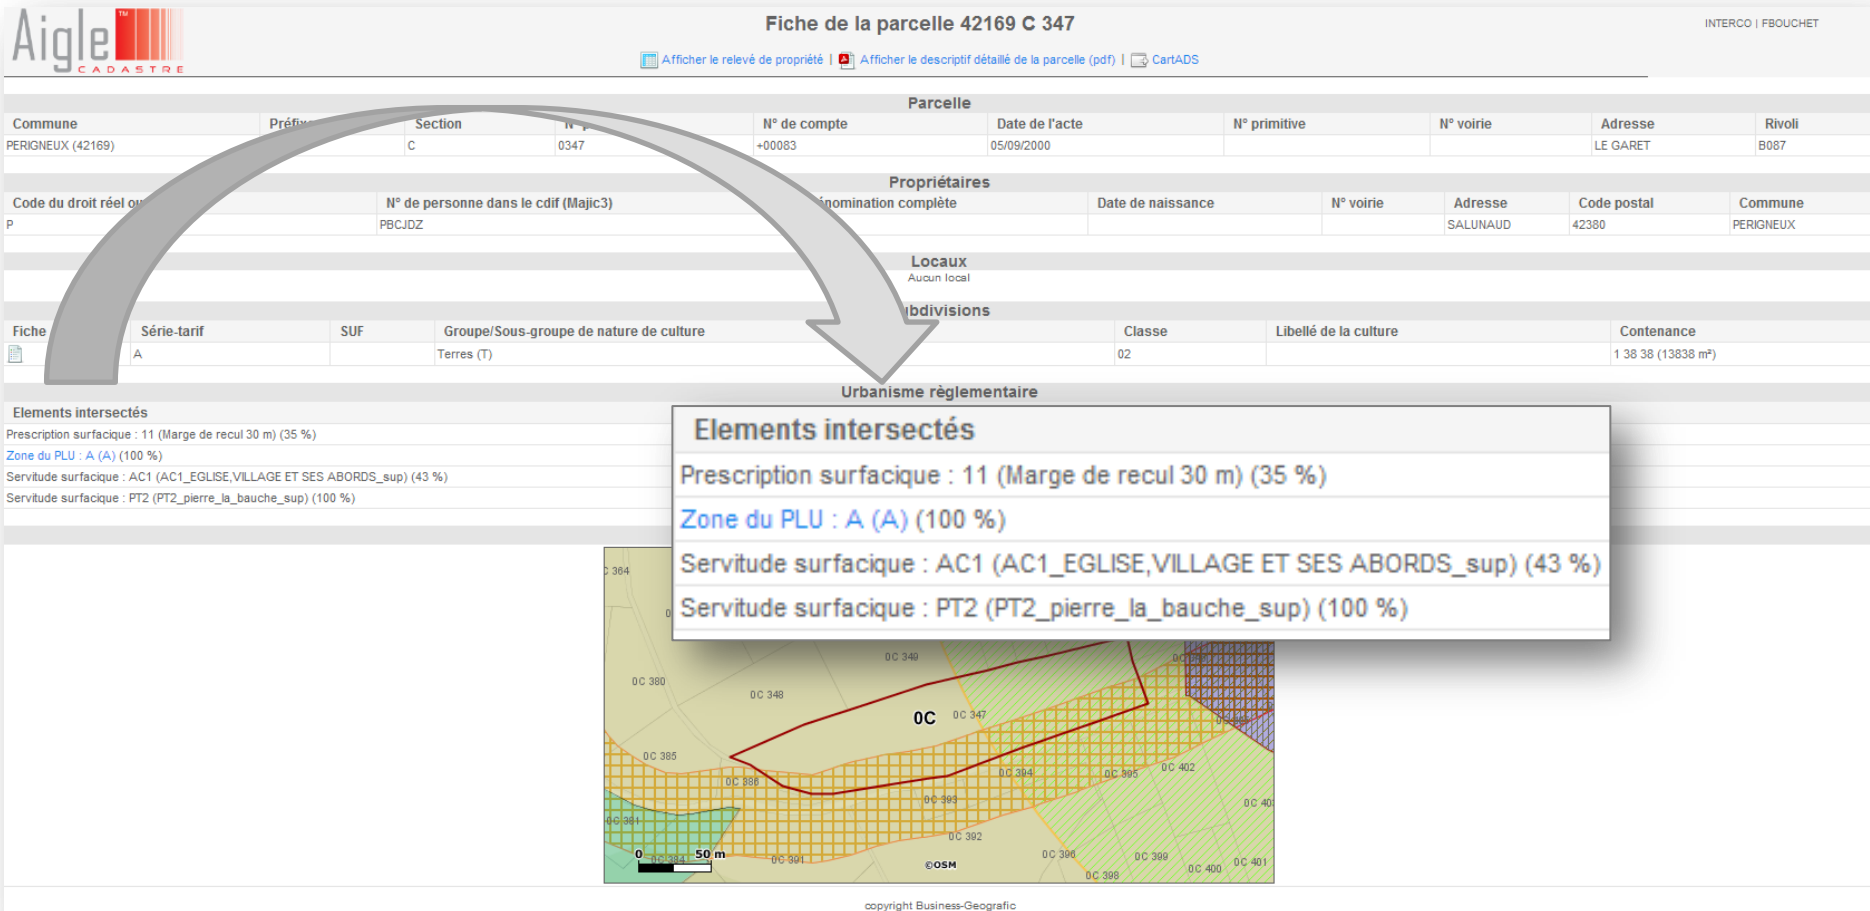 Aigle™
CADASTRE
Fiche de la parcelle 42169 C 347
INTERCO | FBOUCHET
Afficher le relevé de propriété | Afficher le descriptif détaillé de la parcelle (pdf) | CartADS
Parcelle
Commune Section N° de compte Date de l'acte N° primitive N° voirie Adresse Rivoli
PERIGNEUX (42169) C 0347 +00083 05/09/2000 LE GARET B087
Propriétaires
Code du droit réel N° de personne dans le cdif (Majic3) complète Date de naissance N° voirie Adresse Code postal Commune
P PBCJDZ SALUNAUD 42380 PERIGNEUX
Locaux
Aucun local
Fiche Série-tarif SUF Groupe/Sous-groupe de nature de culture Classe Libellé de la culture Contenance
A Terres (T) 02 1 38 38 (13838 m²)
Urbanisme règlementaire
Elements intersectés
Prescription surfacique : 11 (Marge de recul 30 m) (35 %)
Zone du PLU : A (A) (100 %)
Servitude surfacique : AC1 (AC1_EGLISE,VILLAGE ET SES ABORDS_sup) (43 %)
Servitude surfacique : PT2 (PT2_pierre_la_bauche_sup) (100 %)
Elements intersectés
Prescription surfacique : 11 (Marge de recul 30 m) (35 %)
Zone du PLU : A (A) (100 %)
Servitude surfacique : AC1 (AC1_EGLISE,VILLAGE ET SES ABORDS_sup) (43 %)
Servitude surfacique : PT2 (PT2_pierre_la_bauche_sup) (100 %)
0C 349
0C 380
0C 348
0C 0C 347
0C 385
0C 402
0C 386 0C 394 0C 395
0C 393
0C 381
0C 392
0 50 m 0C 384 0C 391 ©OSM 0C 396 0C 399 0C 401
0C 398 0C 400
copyright Business-Geografic